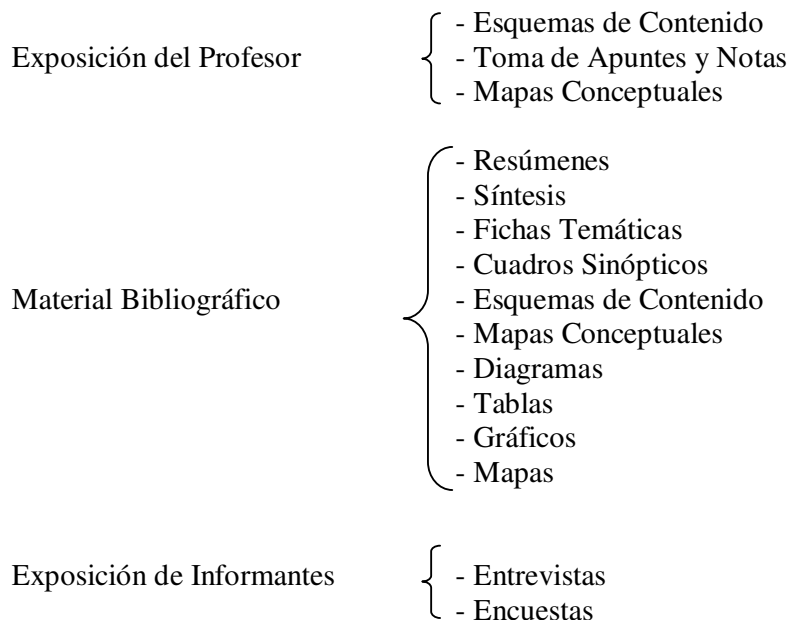 - Esquemas de Contenido
Exposición del Profesor - Toma de Apuntes y Notas
- Mapas Conceptuales
- Resúmenes
- Síntesis
- Fichas Temáticas
- Cuadros Sinópticos
Material Bibliográfico - Esquemas de Contenido
- Mapas Conceptuales
- Diagramas
- Tablas
- Gráficos
- Mapas
Exposición de Informantes - Entrevistas
- Encuestas